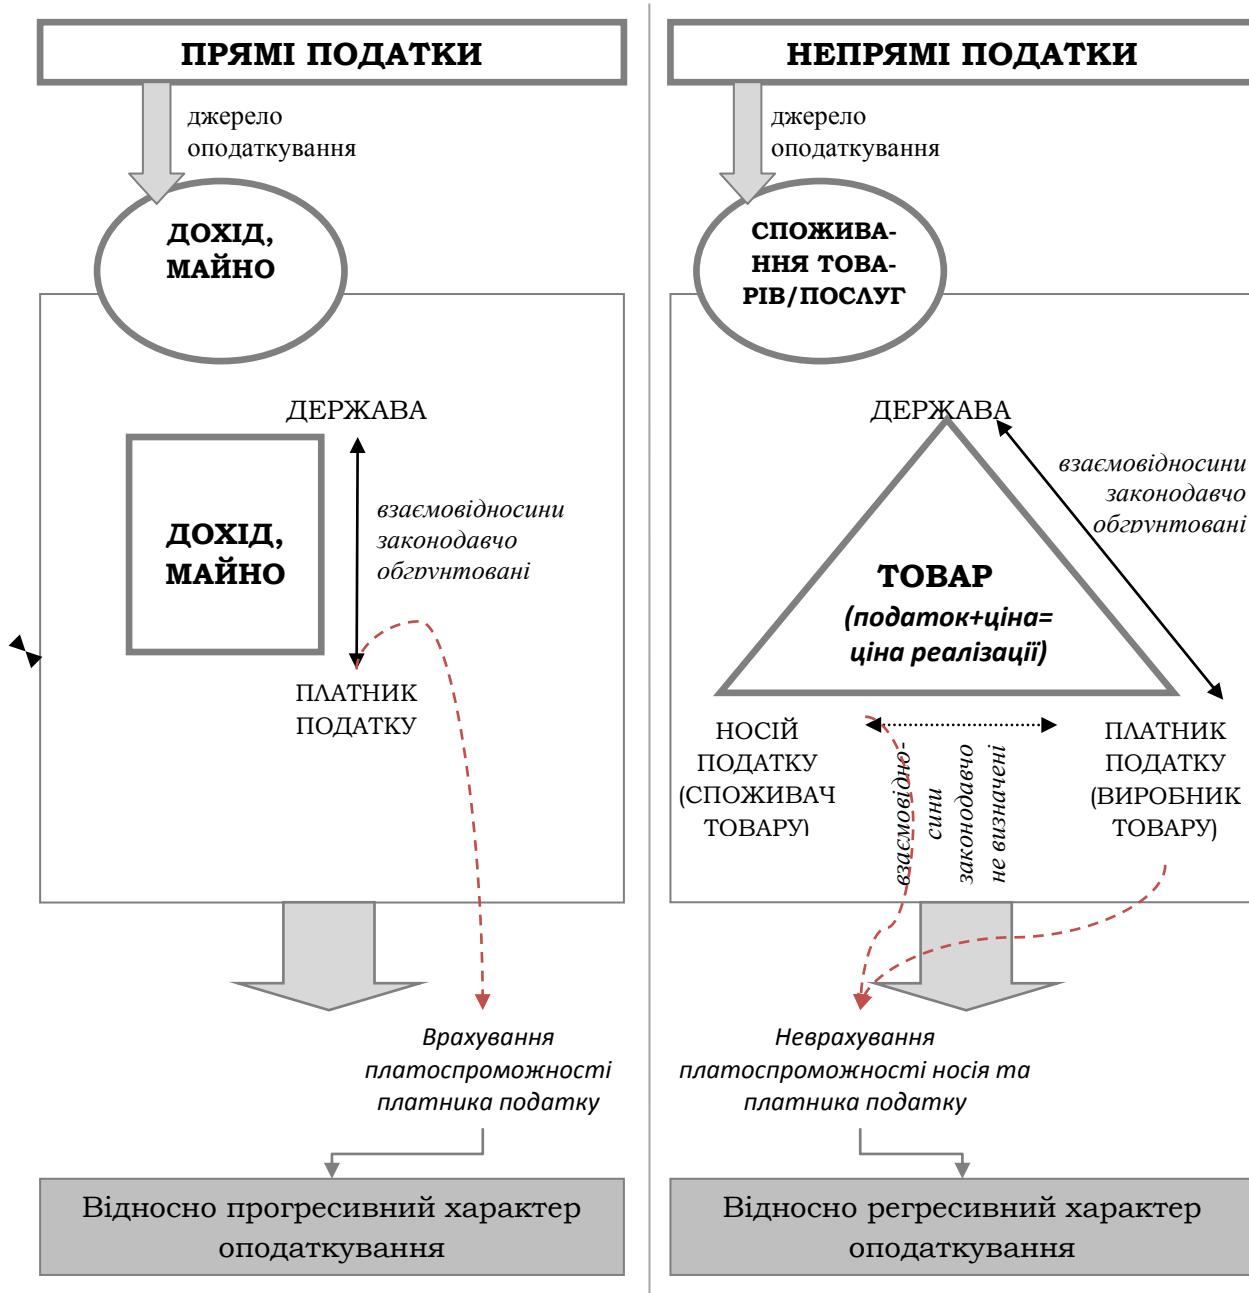 ПРЯМІ ПОДАТКИ
джерело
оподаткування
ДОХІД,
МАЙНО
ДЕРЖАВА
ДОХІД,
МАЙНО
взаємовідносини
законодавчо
обгрунтовані
ПЛАТНИК
ПОДАТКУ
Врахування
платоспроможності
платника податку
Відносно прогресивний характер
оподаткування
НЕПРЯМІ ПОДАТКИ
джерело
оподаткування
СПОЖИВА-
ННЯ ТОВА-
РІВ/ПОСЛУГ
ДЕРЖАВА
взаємовідносини
законодавчо
обгрунтовані
ТОВАР
(податок+ціна=
ціна реалізації)
НОСІЙ
ПОДАТКУ
(СПОЖИВАЧ
ТОВАРУ)
взаємовідно-
сини
законодавчо
не визначені
ПЛАТНИК
ПОДАТКУ
(ВИРОБНИК
ТОВАРУ)
Неврахування
платоспроможності носія та
платника податку
Відносно регресивний характер
оподаткування